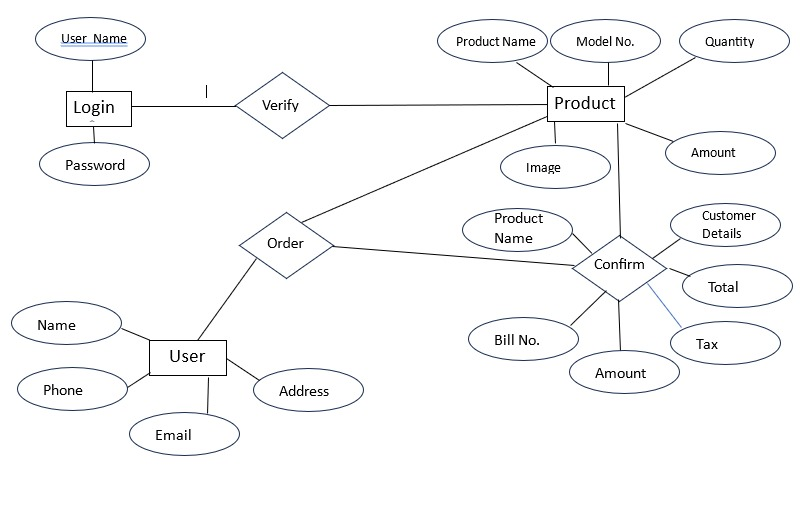 User Name
Product Name
Model No.
Quantity
Login
Verify
Product
Password
Image
Amount
Order
Product
Name
Customer
Details
Confirm
Total
Name
Bill No.
Tax
User
Phone
Address
Amount
Email